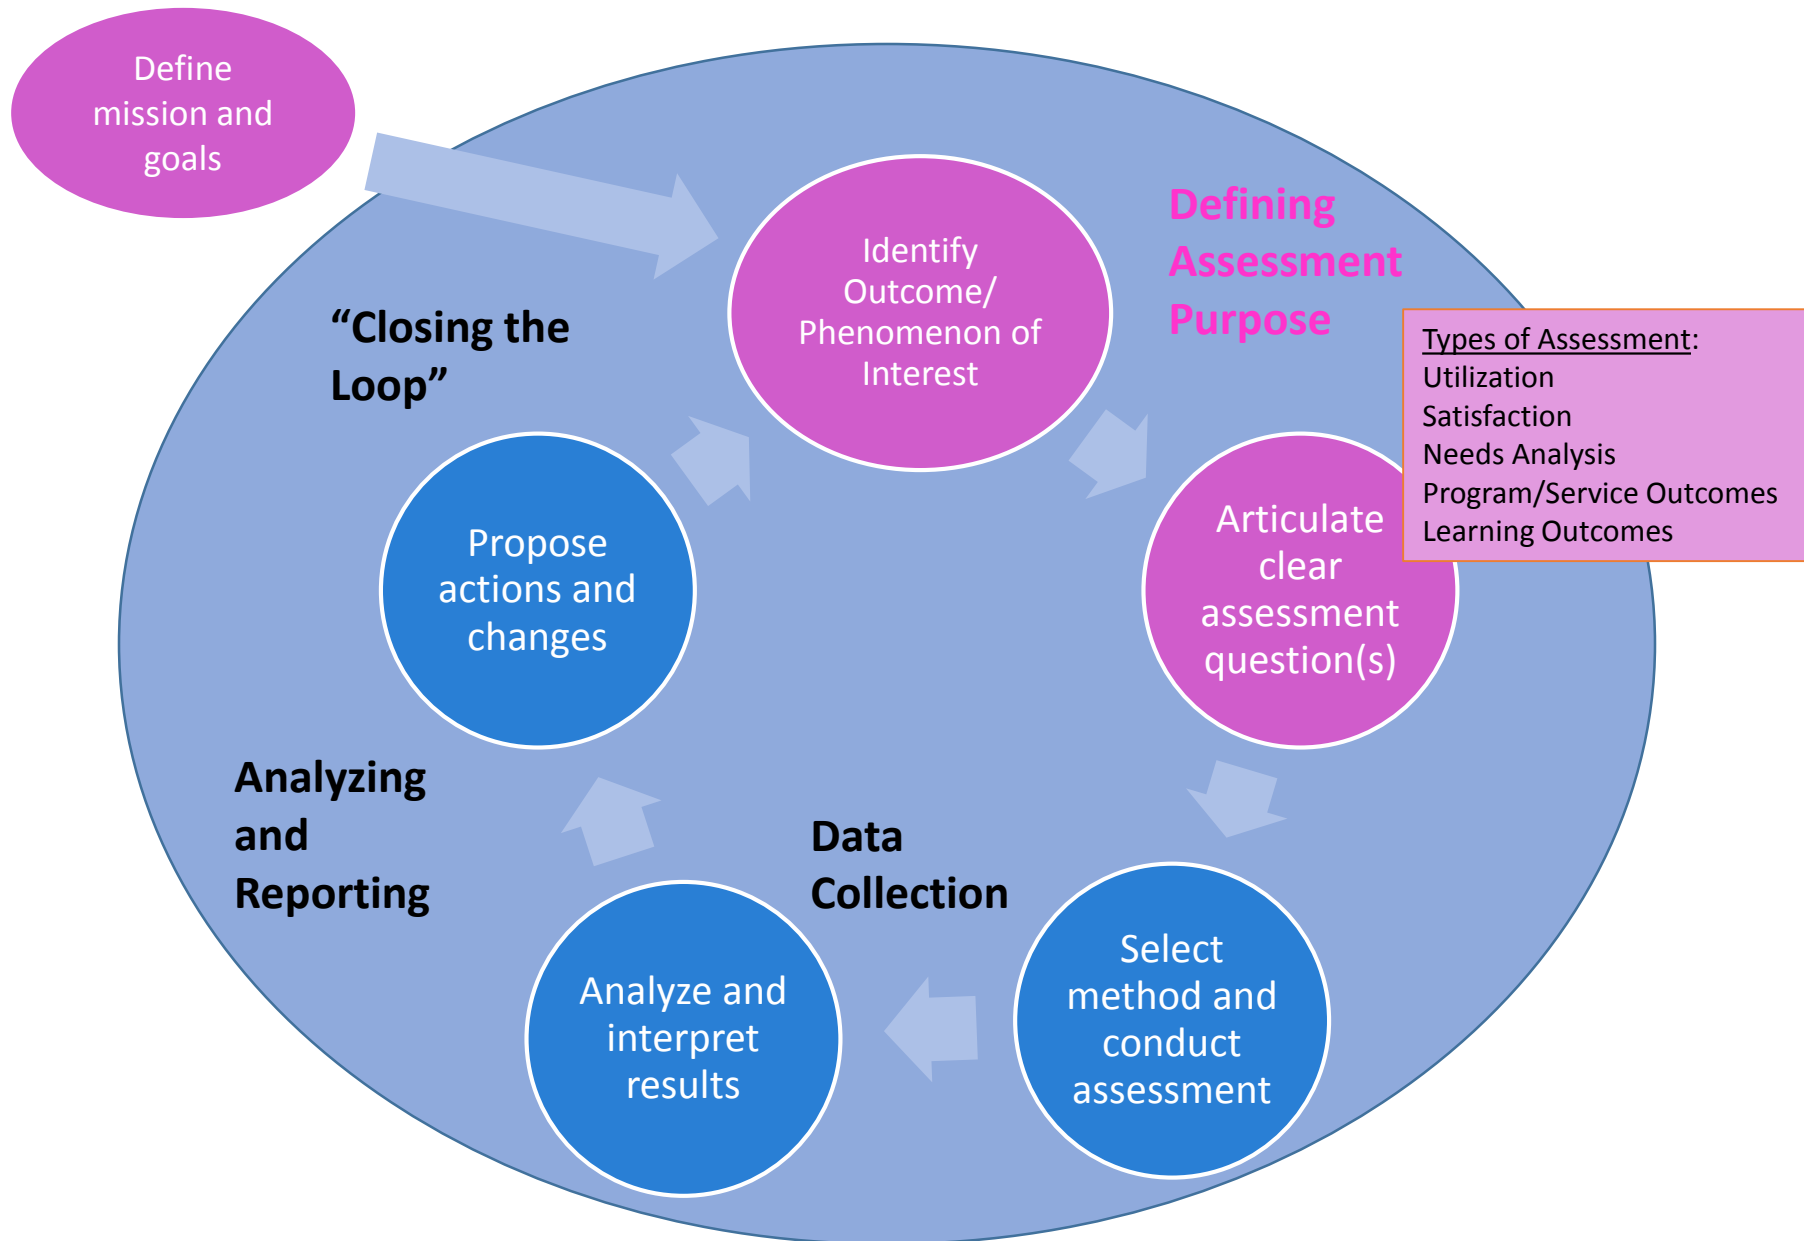 Define
mission and
goals
Identify
Outcome/
Phenomenon of
Interest
Defining
Assessment
Purpose
Types of Assessment:
Utilization
Satisfaction
Needs Analysis
Program/Service Outcomes
Learning Outcomes
Articulate
clear
assessment
question(s)
Select
method and
conduct
assessment
Data
Collection
Analyze and
interpret
results
Analyzing
and
Reporting
Propose
actions and
changes
“Closing the
Loop”